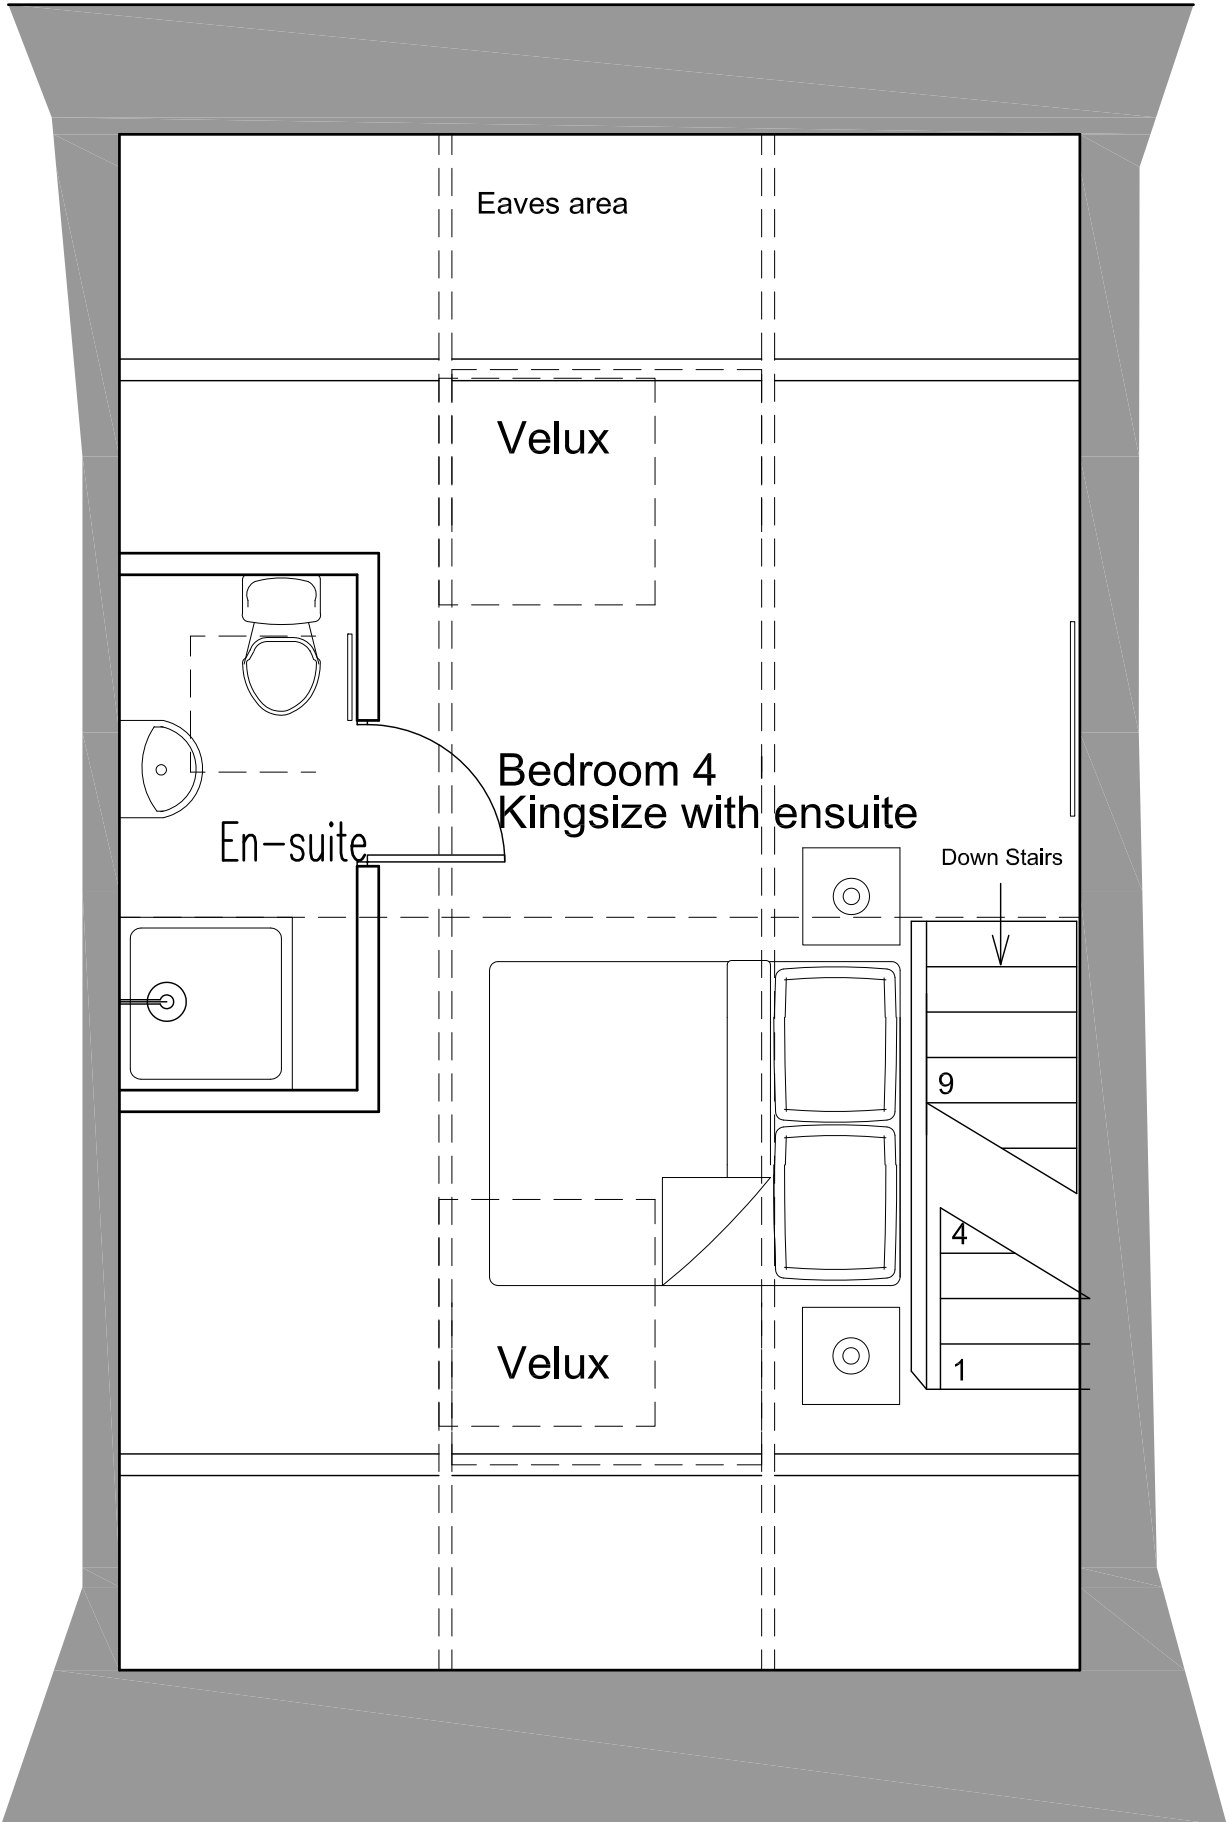 Eaves area
Velux
Bedroom 4
Kingsize with ensuite
En-suite
Down Stairs
9
4
Velux
1